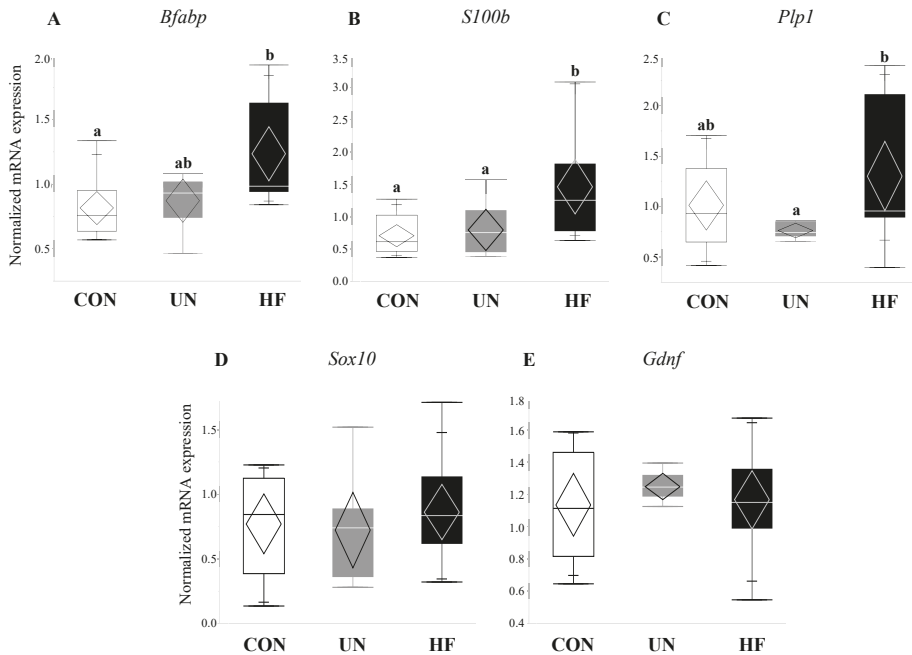 A Bfabp
Normalized mRNA expression
2.0
1.5
1.0
0.5
a
ab
b
CON UN HF
B S100b
3.5
3.0
2.5
2.0
1.5
1.0
0.5
0.0
a
a
b
CON UN HF
C Plp1
2.5
2.0
1.5
1.0
0.5
ab
a
b
CON UN HF
D Sox10
Normalized mRNA expression
1.5
1.0
0.5
0.0
CON UN HF
E Gdnf
1.8
1.6
1.4
1.2
1.0
0.8
0.6
0.4
CON UN HF